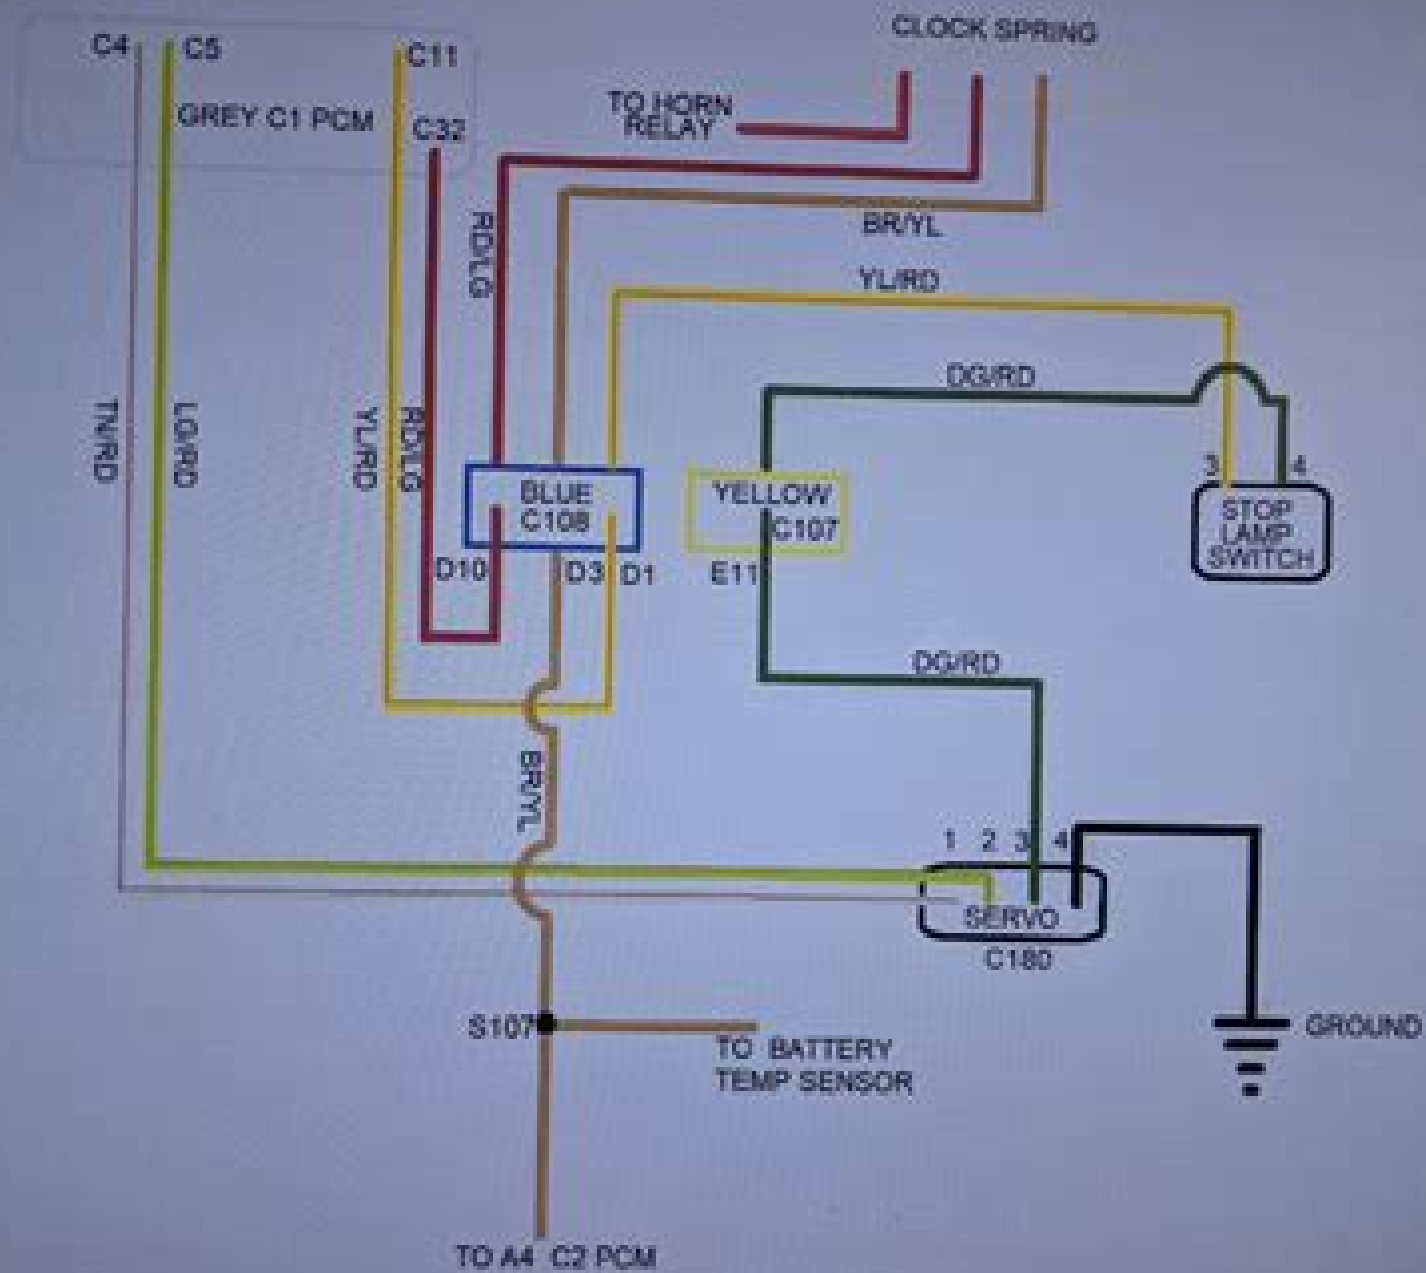 CLOCK SPRING
C4
C5
C11
GREY C1 PCM
C32
TO HORN
RELAY
RD/LG
BR/YL
YL/RD
DG/RD
TN/RD
LG/RD
YL/RD
RD/LG
3
4
BLUE
C108
YELLOW
C107
STOP
LAMP
SWITCH
D10
D3
D1
E11
DG/RD
BR/YL
1 2 3 4
SERVO
C180
S107
GROUND
TO BATTERY
TEMP SENSOR
TO A4 C2 PCM